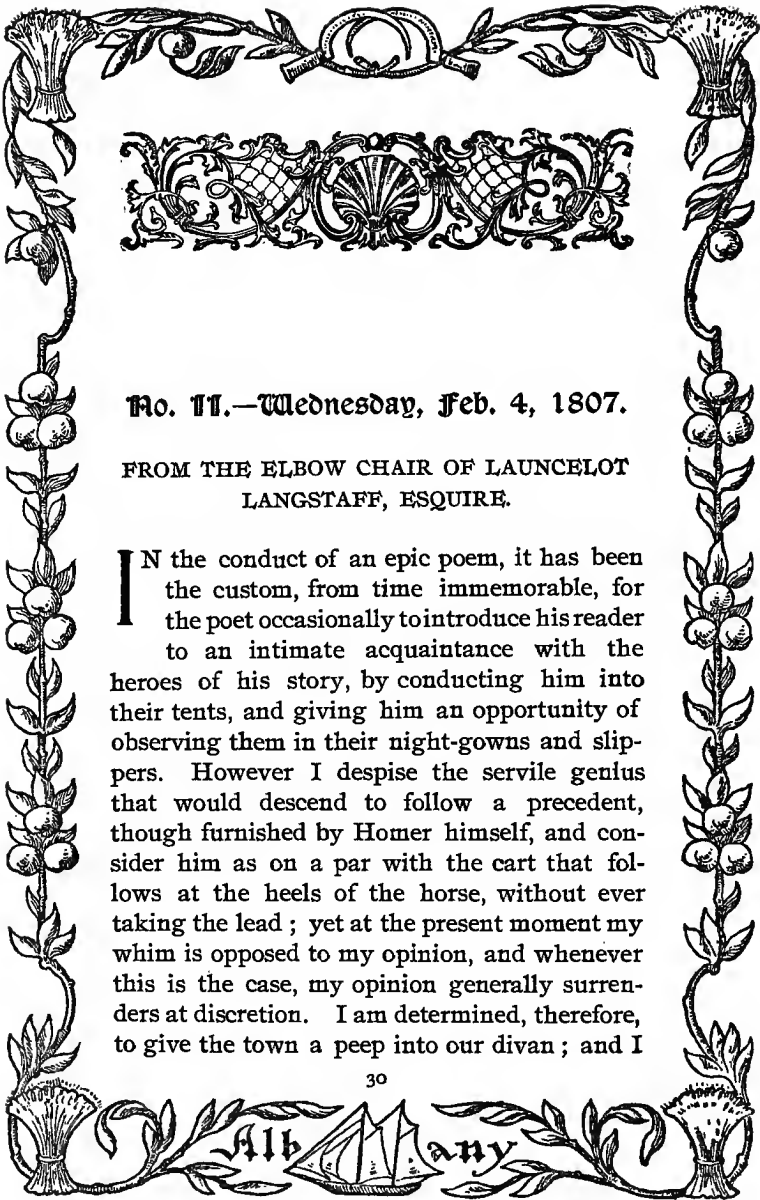 No. II.—Wednesday, Feb. 4, 1807.
FROM THE ELBOW CHAIR OF LAUNCELOT
LANGSTAFF, ESQUIRE.
IN the conduct of an epic poem, it has been
the custom, from time immemorable, for
the poet occasionally to introduce his reader
to an intimate acquaintance with the
heroes of his story, by conducting him into
their tents, and giving him an opportunity of
observing them in their night-gowns and slip-
pers. However I despise the servile genius
that would descend to follow a precedent,
though furnished by Homer himself, and con-
sider him as on a par with the cart that fol-
lows at the heels of the horse, without ever
taking the lead ; yet at the present moment my
whim is opposed to my opinion, and whenever
this is the case, my opinion generally surren-
ders at discretion. I am determined, therefore,
to give the town a peep into our divan ; and I
30
Albany